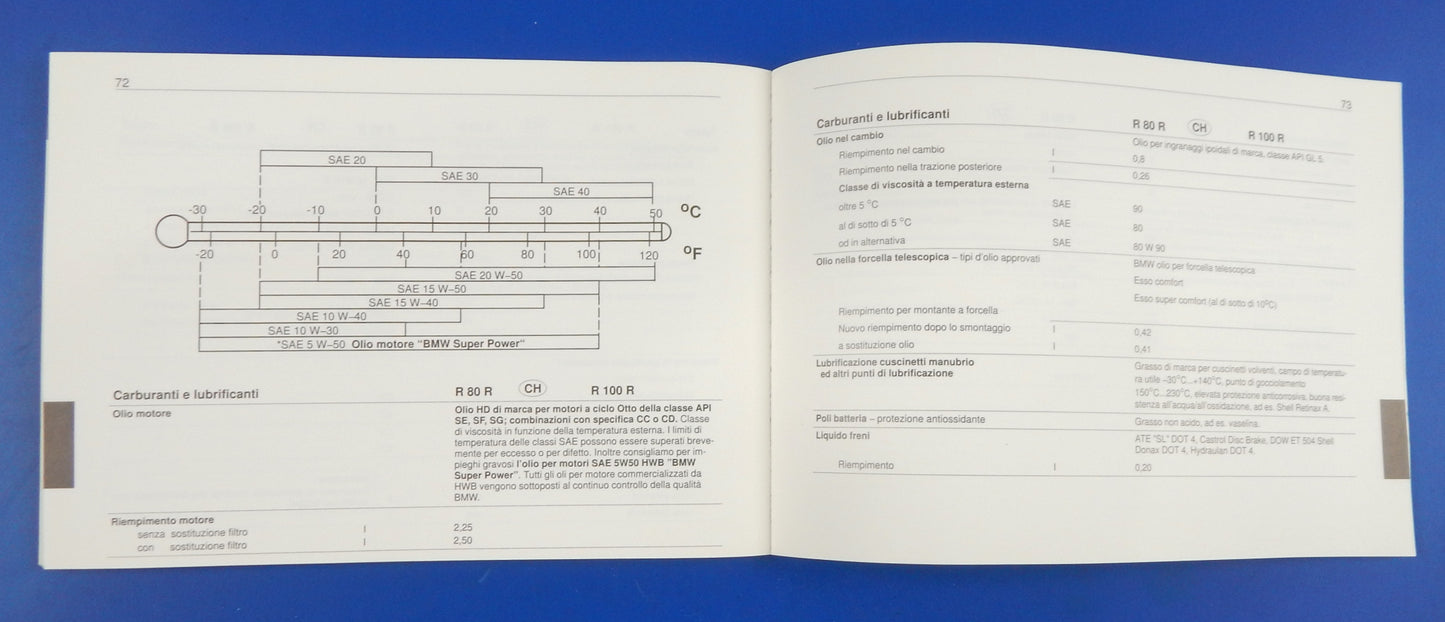 72
SAE 20
SAE 30
SAE 40
-30 -20 -10 0 10 20 30 40 50 °C
-20 0 20 40 60 80 100 120 °F
SAE 20 W–50
SAE 15 W–50
SAE 15 W–40
SAE 10 W–40
SAE 10 W–30
*SAE 5 W–50 Olio motore "BMW Super Power"
Carburanti e lubrificanti R 80 R CH R 100 R
Olio motore
Olio HD di marca per motori a ciclo Otto della classe API
SE, SF, SG; combinazioni con specifica CC o CD. Classe
di viscosità in funzione della temperatura esterna. I limiti di
temperatura delle classi SAE possono essere superati breve-
mente per eccesso o per difetto. Inoltre consigliamo per im-
pieghi gravosi l'olio per motori SAE 5W50 HWB "BMW
Super Power". Tutti gli oli per motore commercializzati da
HWB vengono sottoposti al continuo controllo della qualità
BMW.
Riempimento motore
senza sostituzione filtro l 2,25
con sostituzione filtro l 2,50
73
Carburanti e lubrificanti R 80 R CH R 100 R
Olio nel cambio Olio per ingranaggi ipoidali di marca, classe API GL 5.
Riempimento nel cambio l 0,8
Riempimento nella trazione posteriore l 0,26
Classe di viscosità a temperatura esterna
oltre 5 °C SAE 90
al di sotto di 5 °C SAE 80
od in alternativa SAE 80 W 90
Olio nella forcella telescopica – tipi d'olio approvati BMW olio per forcella telescopica
Esso comfort
Esso super comfort (al di sotto di 10°C)
Riempimento per montante a forcella
Nuovo riempimento dopo lo smontaggio l 0,42
a sostituzione olio l 0,41
Lubrificazione cuscinetti manubrio
ed altri punti di lubrificazione
Grasso di marca per cuscinetti volventi, campo di temperatu-
ra utile –30°C...+140°C, punto di gocciolamento
150°C...230°C, elevata protezione anticorrosiva, buona resi-
stenza all'acqua/all'ossidazione, ad es. Shell Retinax A.
Poli batteria – protezione antiossidante Grasso non acido, ad es. vaselina.
Liquido freni
ATE "SL" DOT 4, Castrol Disc Brake, DOW ET 504 Shell
Donax DOT 4, Hydraulan DOT 4.
Riempimento l 0,20